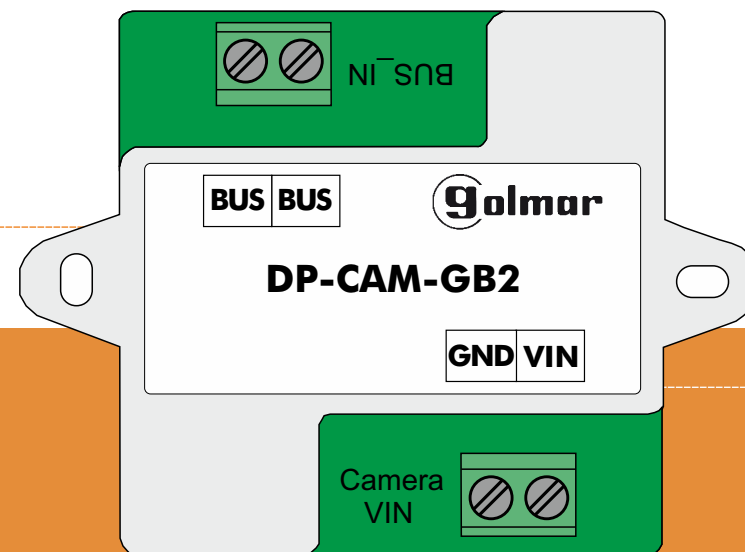 BUS_IN
BUS BUS
golmar
DP-CAM-GB2
GND VIN
Camera
VIN